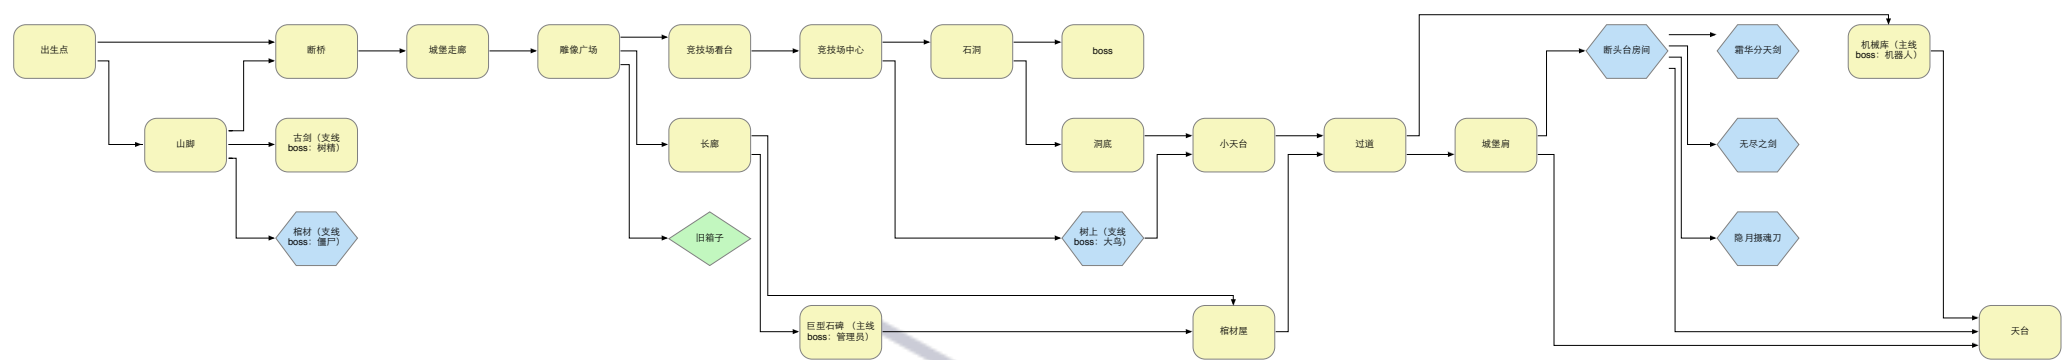 出生点
断桥
城堡走廊
雕像广场
竞技场看台
竞技场中心
石洞
boss
断头台房间
霜华分天剑
机械库（主线
boss：机器人）
山脚
古剑（支线
boss：树精）
长廊
洞底
小天台
过道
城堡肩
无尽之剑
棺材（支线
boss：僵尸）
旧箱子
树上（支线
boss：大鸟）
隐月摄魂刀
巨型石碑 （主线
boss：管理员）
棺材屋
天台